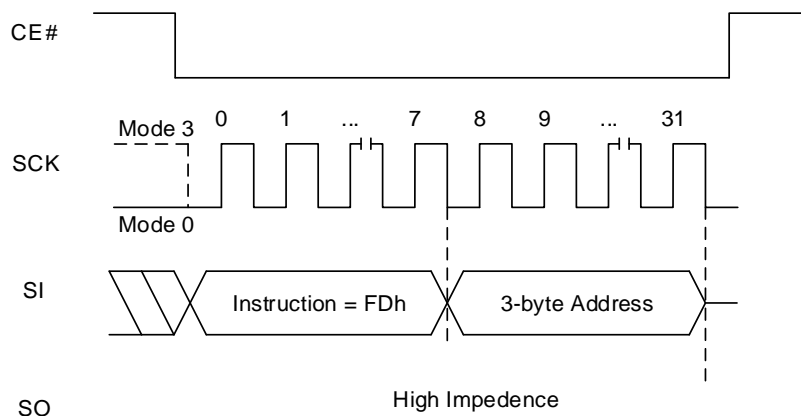 CE#
0 1 ... 7 8 9 ... 31
Mode 3
SCK
Mode 0
SI
Instruction = FDh 3-byte Address
High Impedence
SO